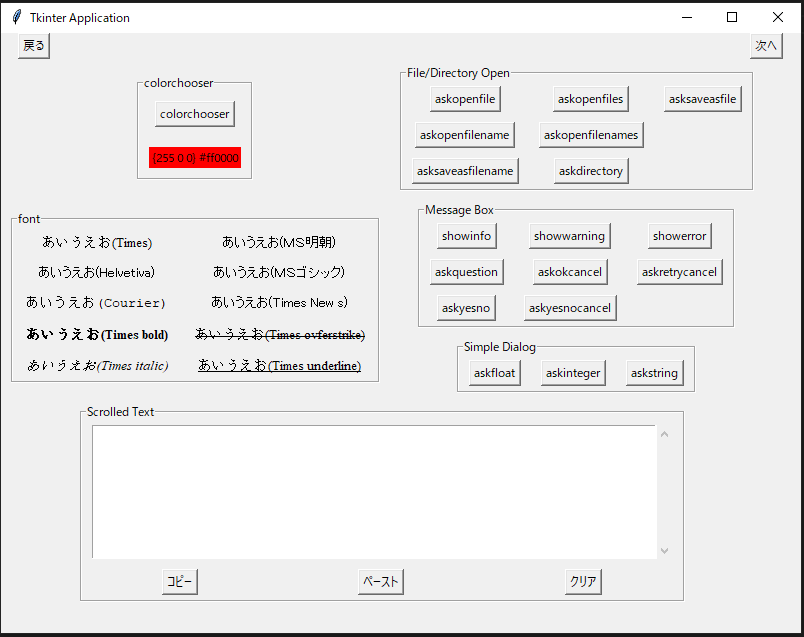 Tkinter Application
戻る
次へ
colorchooser
colorchooser
{255 0 0} #ff0000
File/Directory Open
askopenfile
askopenfiles
asksaveasfile
askopenfilename
askopenfilenames
asksaveasfilename
askdirectory
font
あいうえお(Times)
あいうえお(MS明朝)
あいうえお(Helvetiva)
あいうえお(MSゴシック)
あいうえお(Courier)
あいうえお(Times New s)
あいうえお(Times bold)
あいうえお(Times ovferstrike)
あいうえお(Times italic)
あいうえお(Times underline)
Message Box
showinfo
showwarning
showerror
askquestion
askokcancel
askretrycancel
askyesno
askyesnocancel
Simple Dialog
askfloat
askinteger
askstring
Scrolled Text
コピー
ペースト
クリア